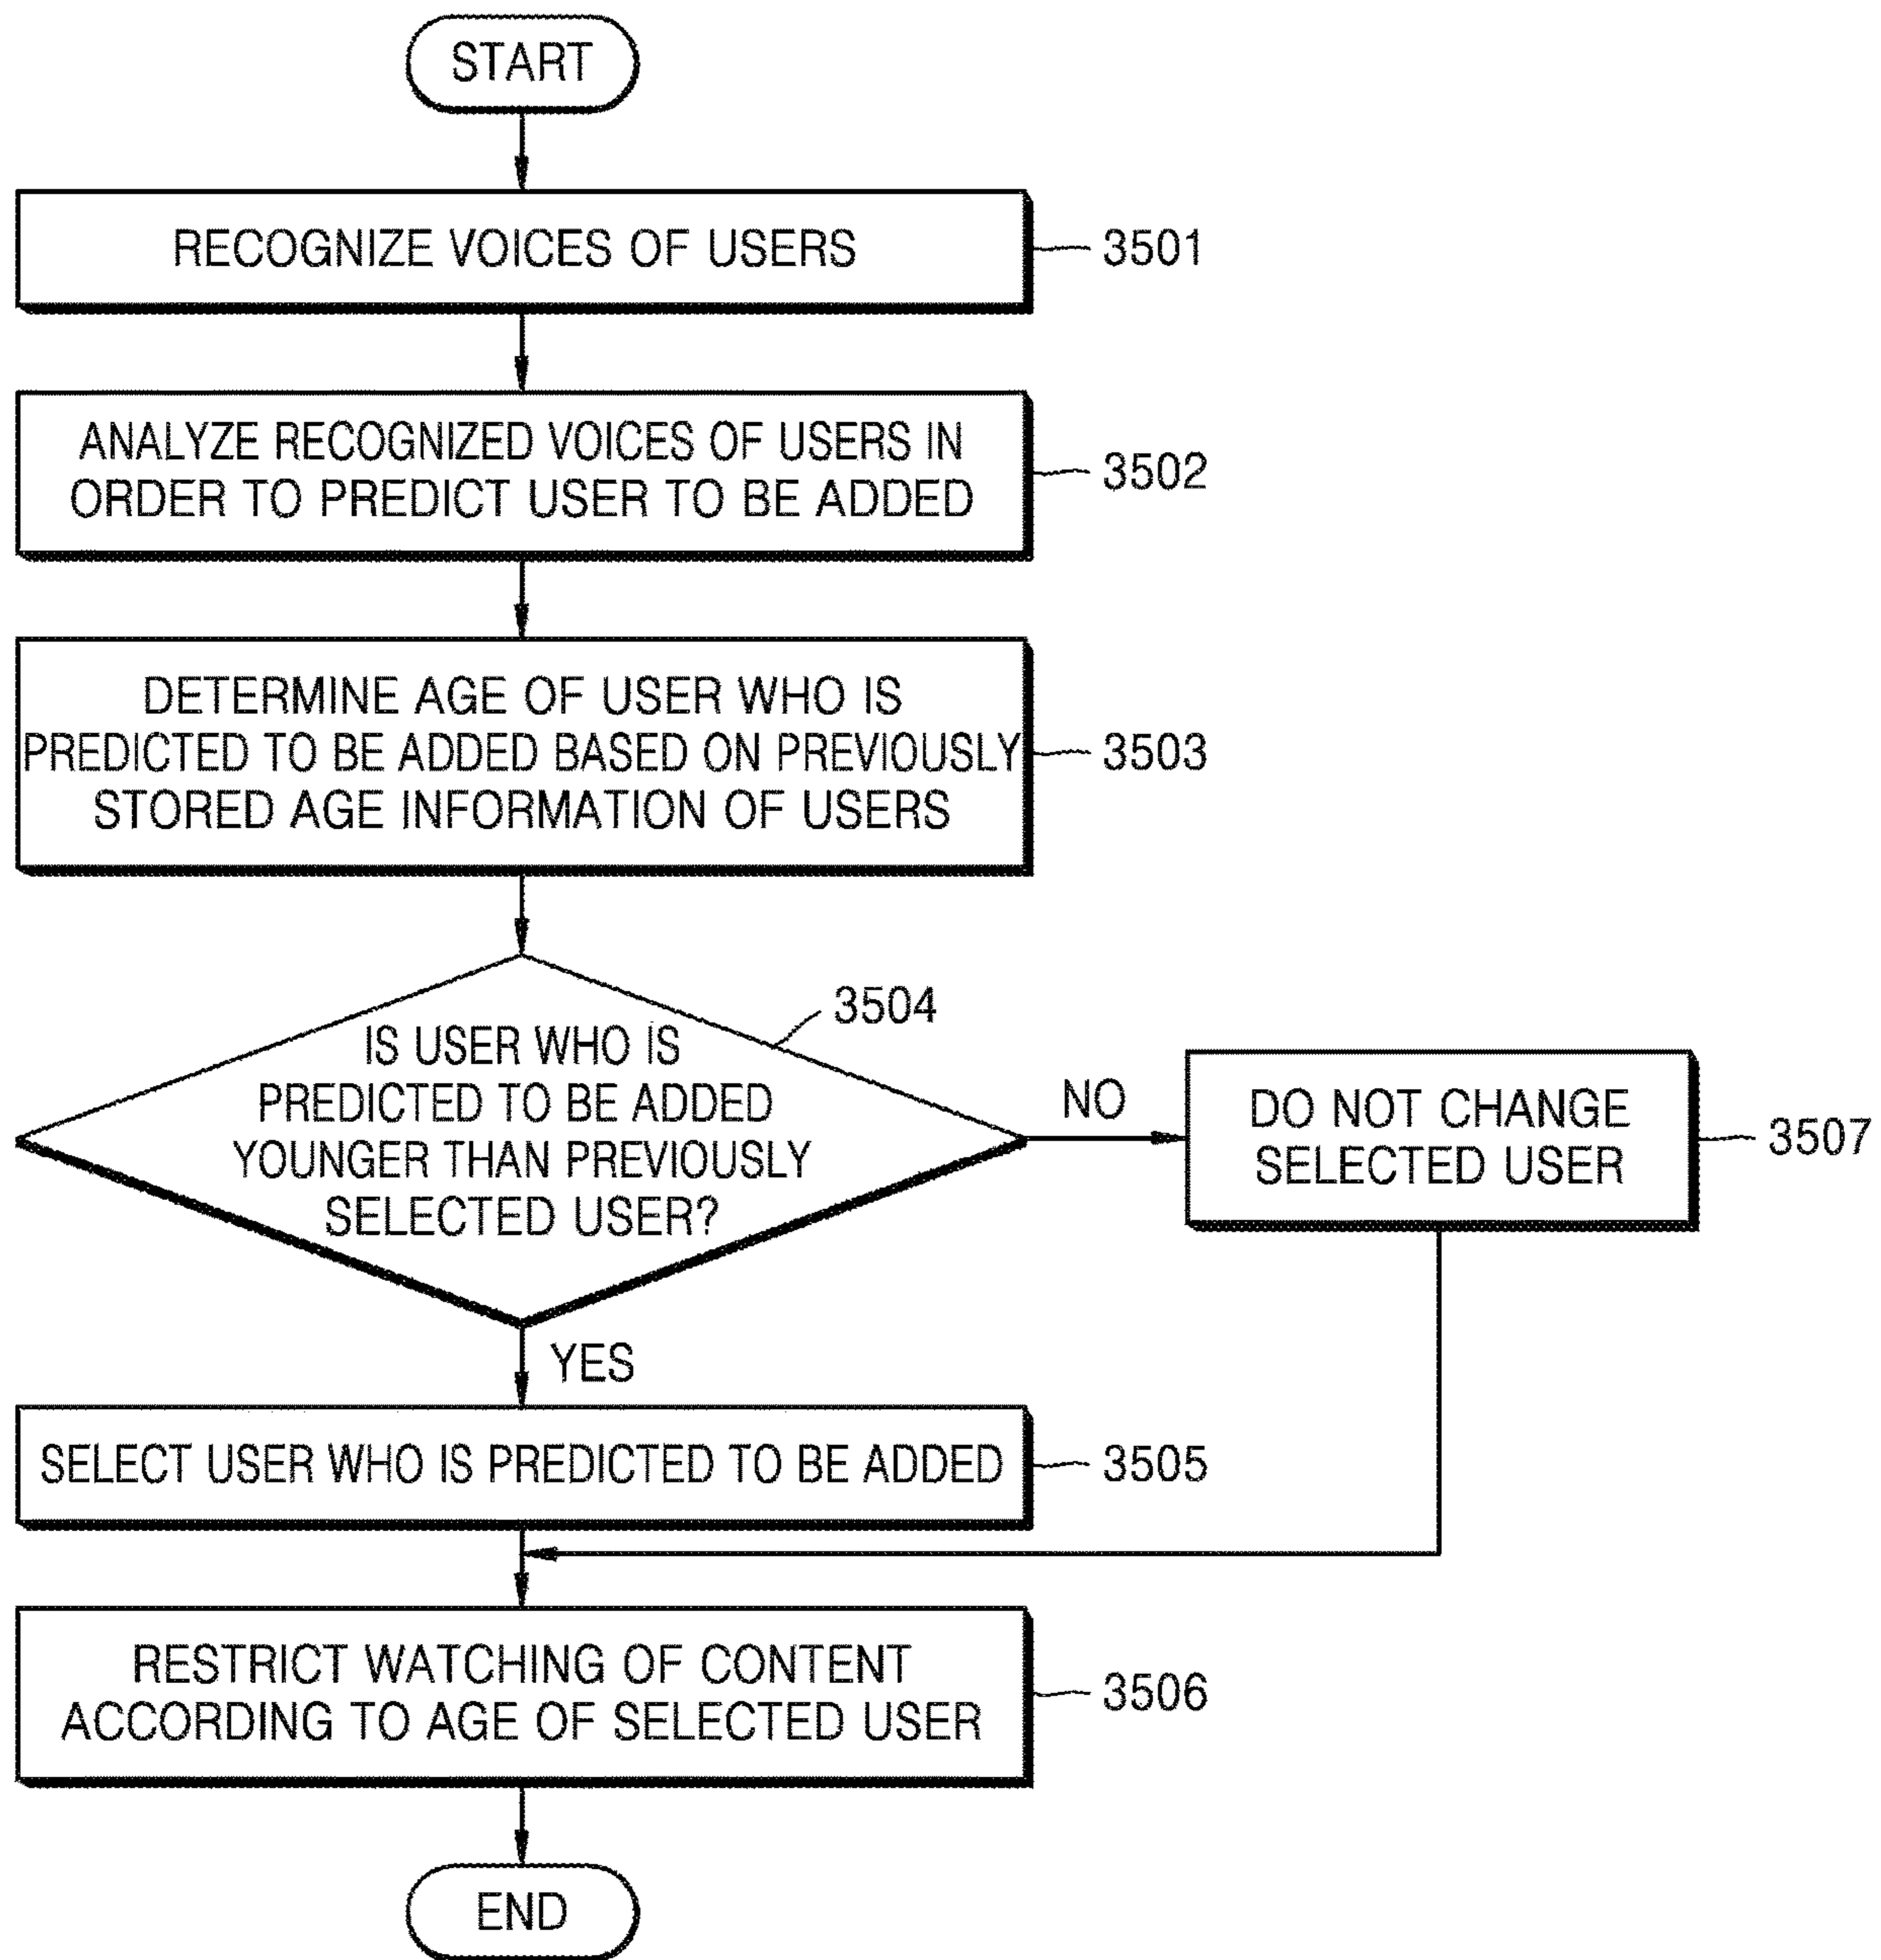 START
RECOGNIZE VOICES OF USERS
3501
ANALYZE RECOGNIZED VOICES OF USERS IN
ORDER TO PREDICT USER TO BE ADDED
3502
DETERMINE AGE OF USER WHO IS
PREDICTED TO BE ADDED BASED ON PREVIOUSLY
STORED AGE INFORMATION OF USERS
3503
3504
IS USER WHO IS
PREDICTED TO BE ADDED
YOUNGER THAN PREVIOUSLY
SELECTED USER?
NO
DO NOT CHANGE
SELECTED USER
3507
YES
SELECT USER WHO IS PREDICTED TO BE ADDED
3505
RESTRICT WATCHING OF CONTENT
ACCORDING TO AGE OF SELECTED USER
3506
END